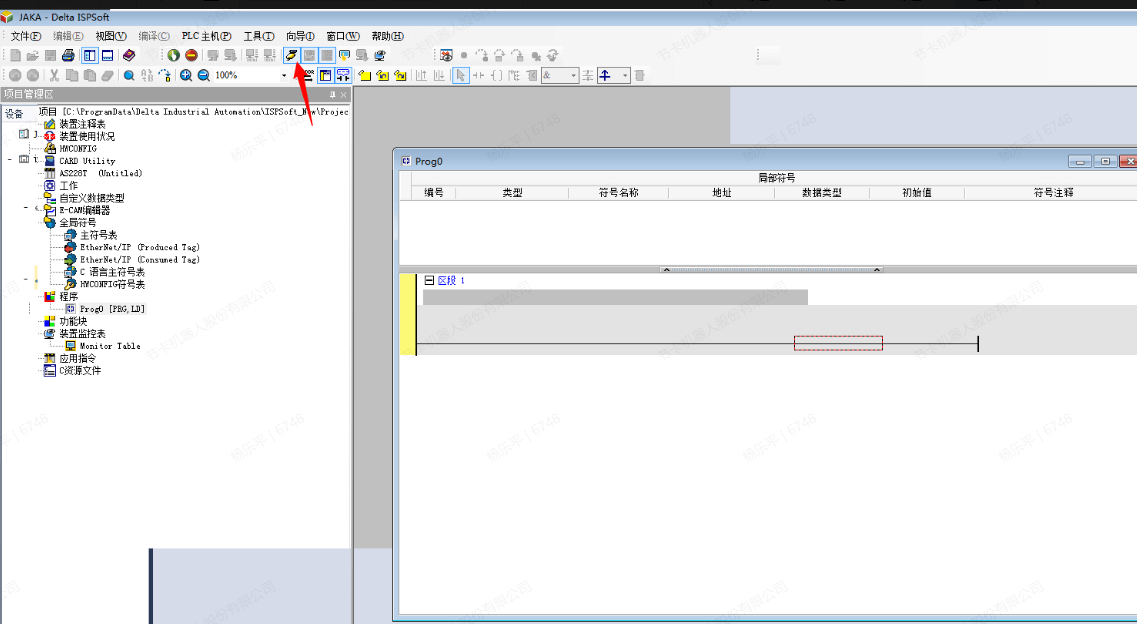 JAKA - Delta ISPSoft
文件(F) 编辑(E) 视图(V) 编译(C) PLC 主机(P) 工具(T) 向导(I) 窗口(W) 帮助(H)
100%
&
项目管理区
设备
项目 [C:\ProgramData\Delta Industrial Automation\ISPSoft_New\Projec
装置注释表
装置使用状况
HWCONFIG
CARD Utility
AS228T (Untitled)
工作
自定义数据类型
E-CAM编辑器
全局符号
主符号表
EtherNet/IP (Produced Tag)
EtherNet/IP (Consumed Tag)
C 语言主符号表
HWCONFIG符号表
程序
Prog0 [PRG,LD]
功能块
装置监控表
Monitor Table
应用指令
C资源文件
Prog0
局部符号
编号 类型 符号名称 地址 数据类型 初始值 符号注释
区段 1